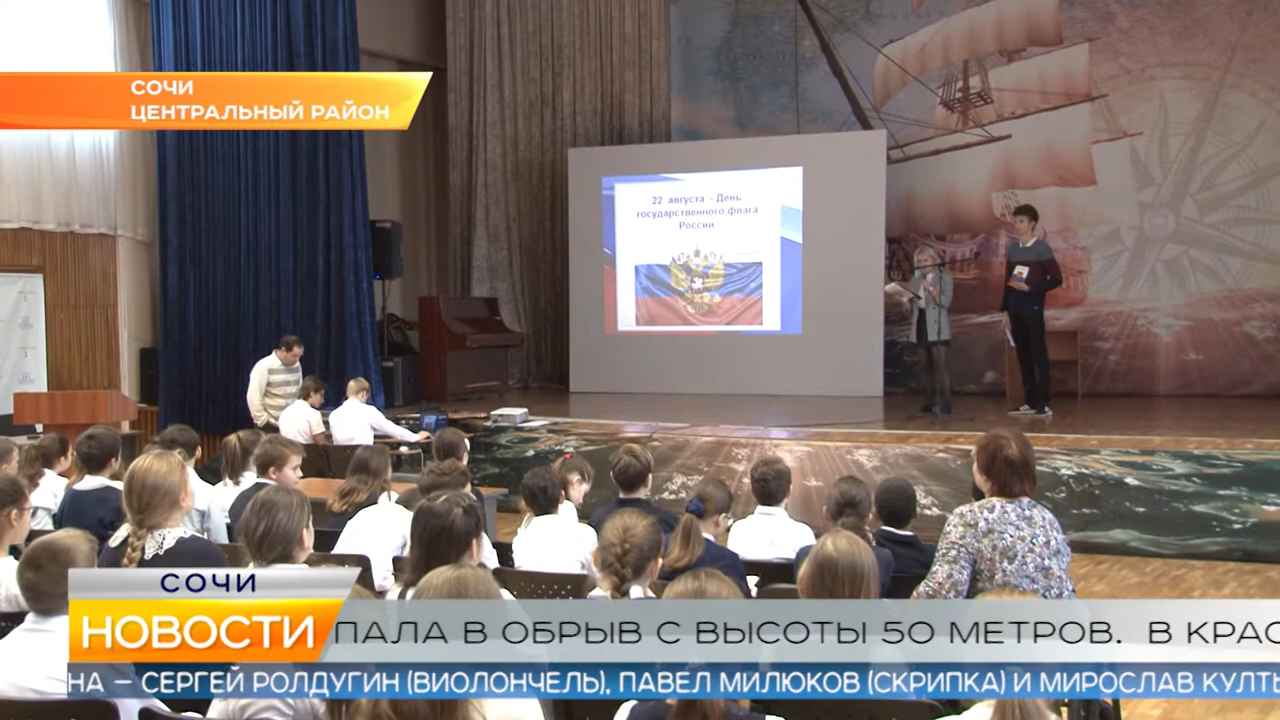 СОЧИ
ЦЕНТРАЛЬНЫЙ РАЙОН
22 августа - День
государственного флага
России
СОЧИ
НОВОСТИ
ПАЛА В ОБРЫВ С ВЫСОТЫ 50 МЕТРОВ. В КРАС
НА – СЕРГЕЙ РОЛДУГИН (ВИОЛОНЧЕЛЬ), ПАВЕЛ МИЛЮКОВ (СКРИПКА) И МИРОСЛАВ КУЛТЫ